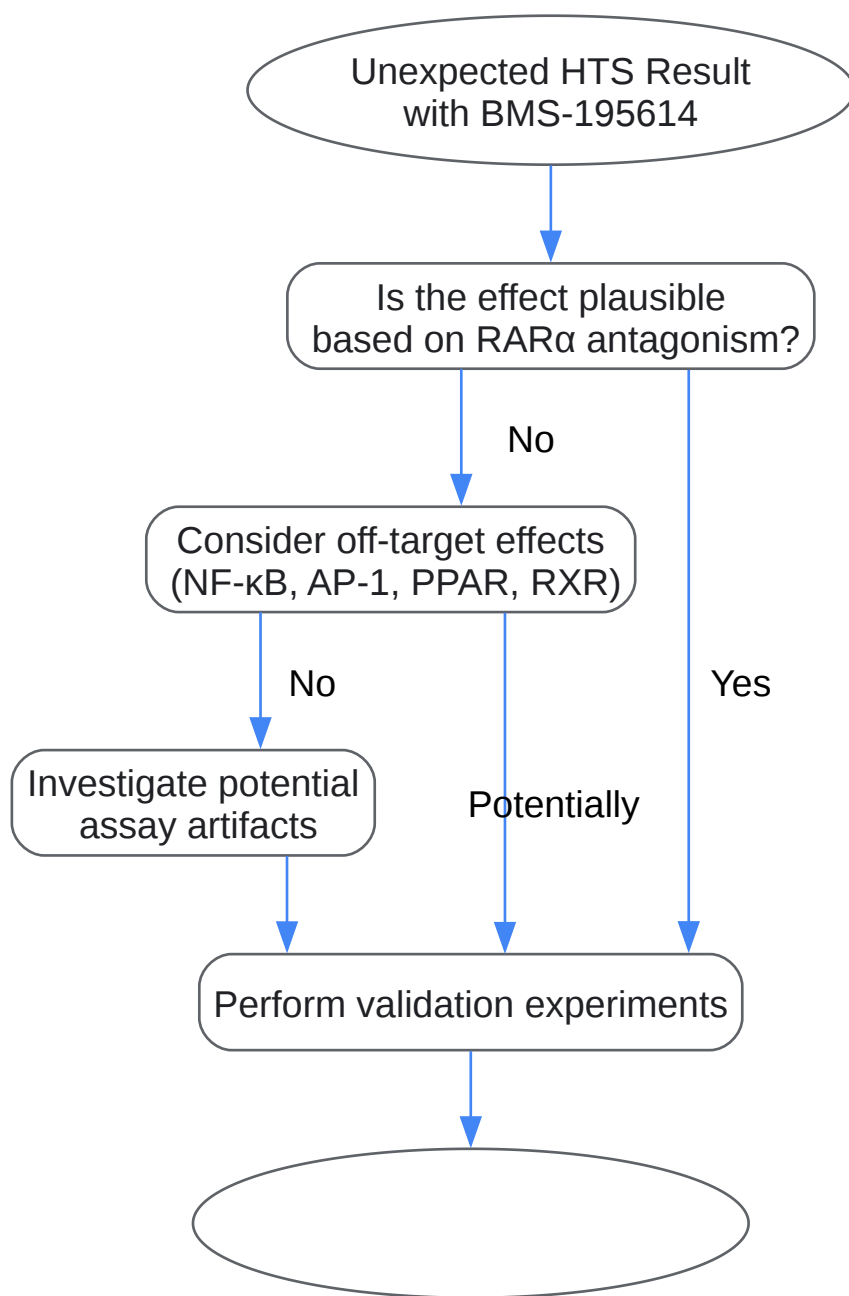 Unexpected HTS Result
with BMS-195614
Is the effect plausible
based on RARα antagonism?
No
Consider off-target effects
(NF-κB, AP-1, PPAR, RXR)
No
Yes
Investigate potential
assay artifacts
Potentially
Perform validation experiments